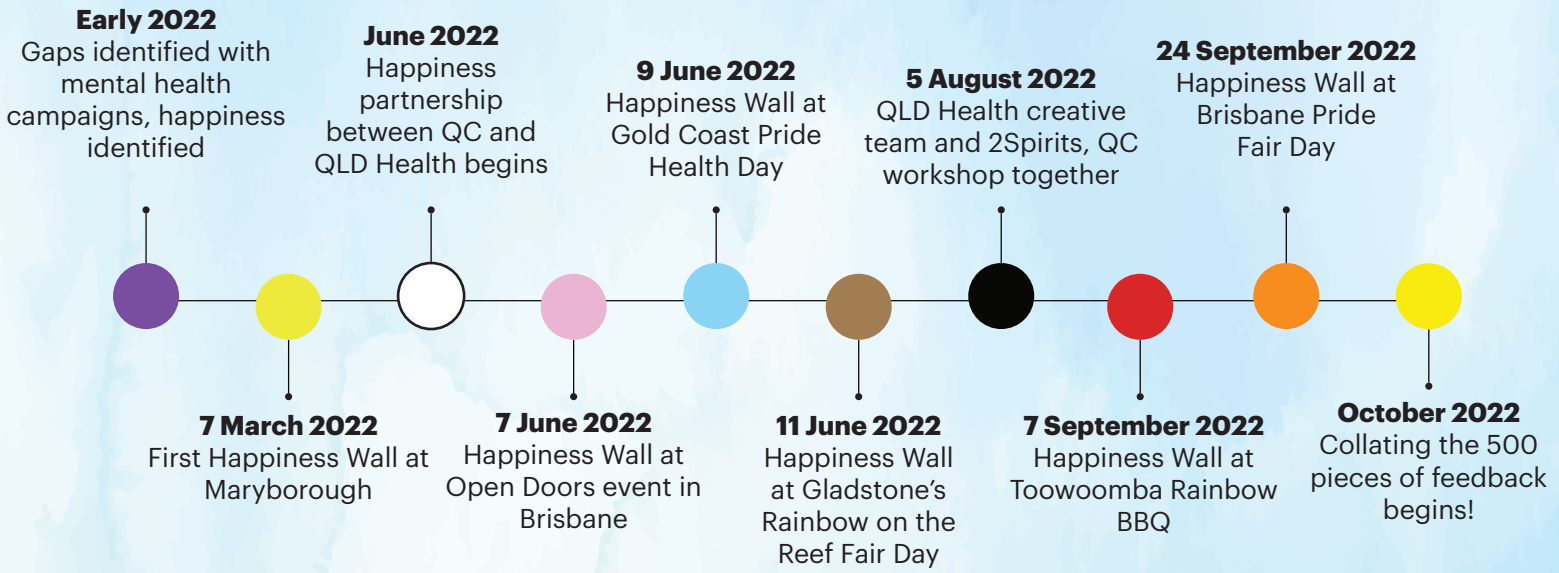 Early 2022
Gaps identified with
mental health
campaigns, happiness
identified
7 March 2022
First Happiness Wall at
Maryborough
June 2022
Happiness
partnership
between QC and
QLD Health begins
7 June 2022
Happiness Wall at
Open Doors event in
Brisbane
9 June 2022
Happiness Wall at
Gold Coast Pride
Health Day
11 June 2022
Happiness Wall
at Gladstone’s
Rainbow on the
Reef Fair Day
5 August 2022
QLD Health creative
team and 2Spirits, QC
workshop together
7 September 2022
Happiness Wall at
Toowoomba Rainbow
BBQ
24 September 2022
Happiness Wall at
Brisbane Pride
Fair Day
October 2022
Collating the 500
pieces of feedback
begins!